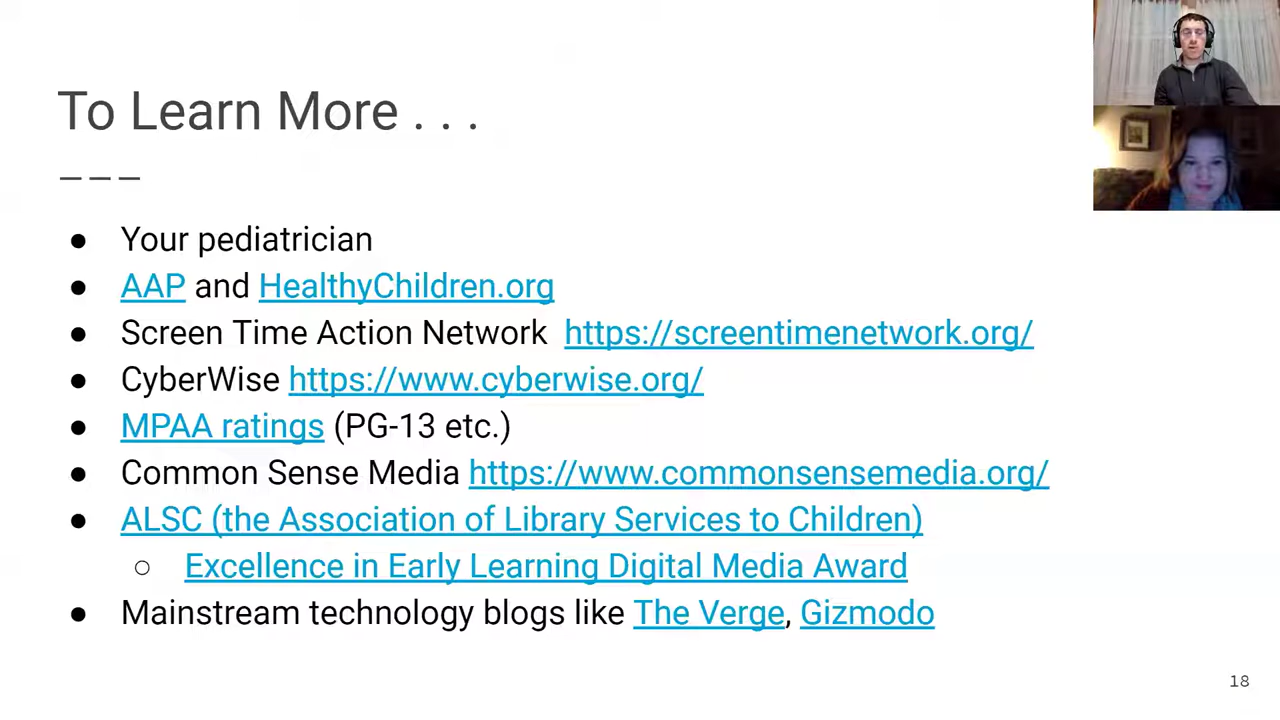 To Learn More . . .
● Your pediatrician
● AAP and HealthyChildren.org
● Screen Time Action Network https://screentimenetwork.org/
● CyberWise https://www.cyberwise.org/
● MPAA ratings (PG-13 etc.)
● Common Sense Media https://www.commonsensemedia.org/
● ALSC (the Association of Library Services to Children)
○ Excellence in Early Learning Digital Media Award
● Mainstream technology blogs like The Verge, Gizmodo
18